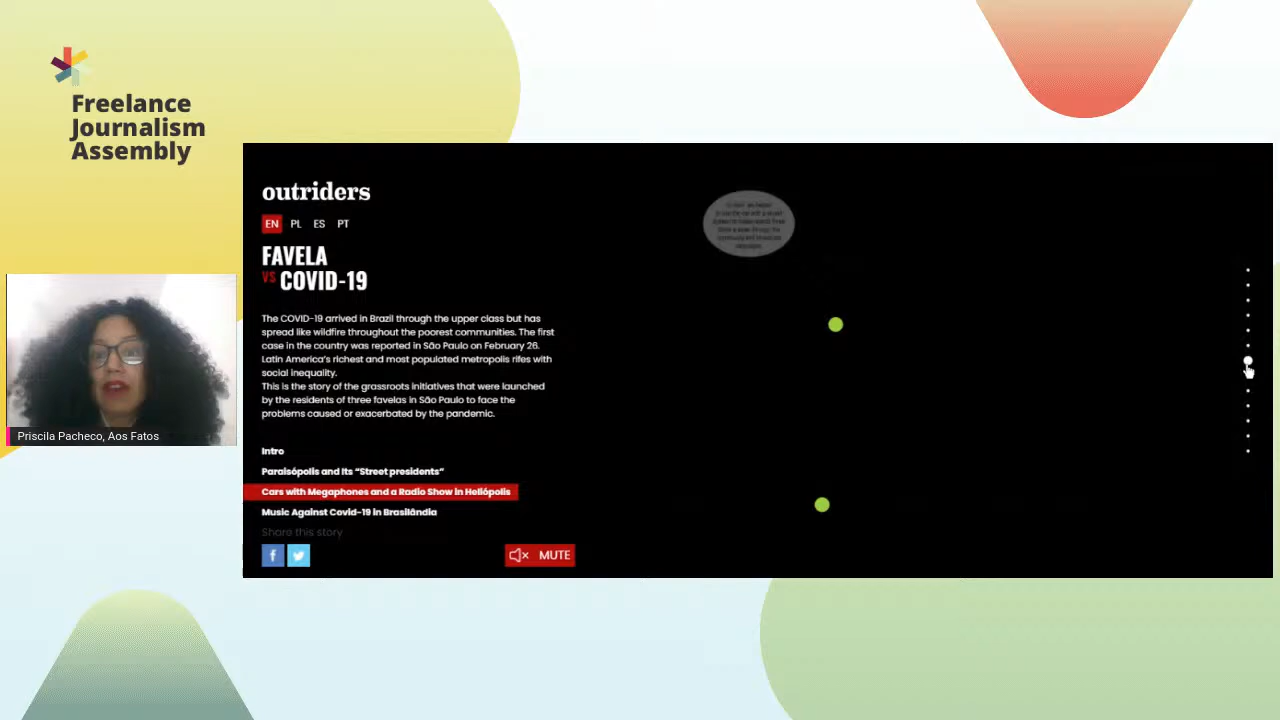 Freelance
Journalism
Assembly
outriders
EN PL ES PT
FAVELA
VS COVID-19
The COVID-19 arrived in Brazil through the upper class but has
spread like wildfire throughout the poorest communities. The first
case in the country was reported in São Paulo on February 26.
Latin America's richest and most populated metropolis rifes with
social inequality.
This is the story of the grassroots initiatives that were launched
by the residents of three favelas in São Paulo to face the
problems caused or exacerbated by the pandemic.
Intro
Paraisópolis and Its "Street presidents"
Cars with Megaphones and a Radio Show in Heliópolis
Music Against Covid-19 in Brasilândia
Share this story
f
MUTE
Priscila Pacheco, Aos Fatos